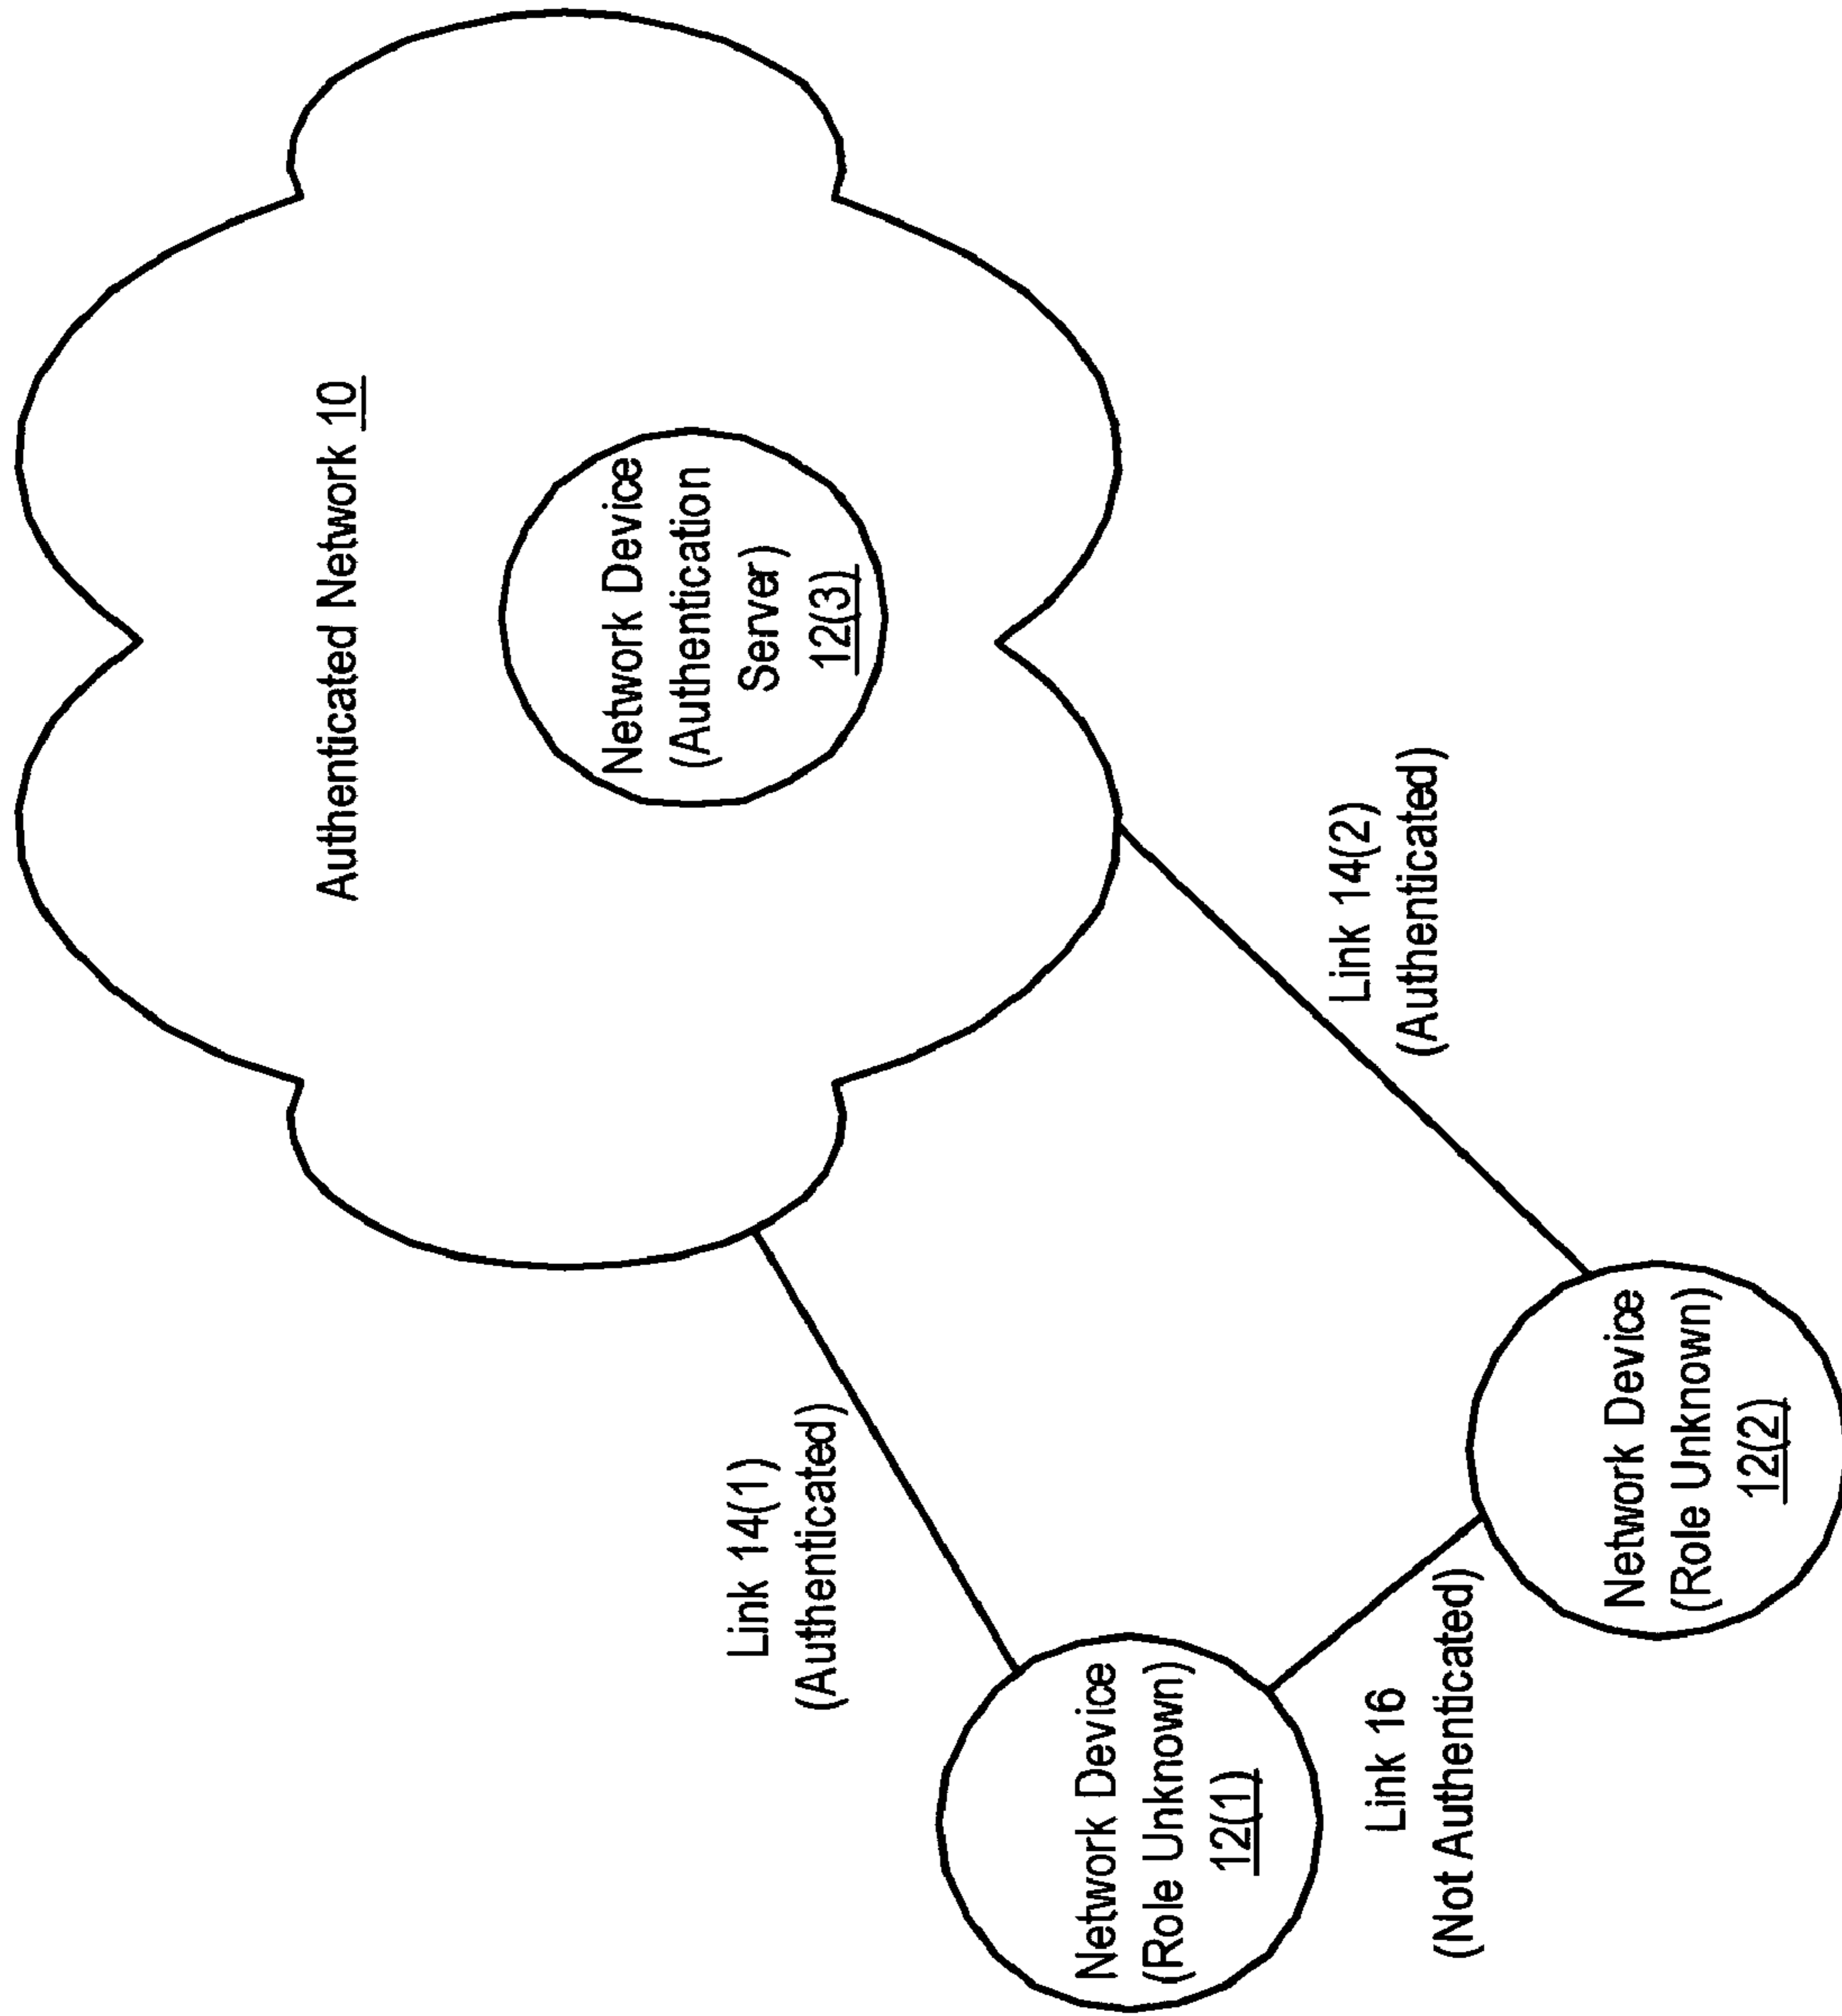 Authenticated Network 10
Network Device
(Authentication
Server)
12(3)
Link 14(1)
(Authenticated)
Link 14(2)
(Authenticated)
Network Device
(Role Unknown)
12(1)
Link 16
(Not Authenticated)
Network Device
(Role Unknown)
12(2)